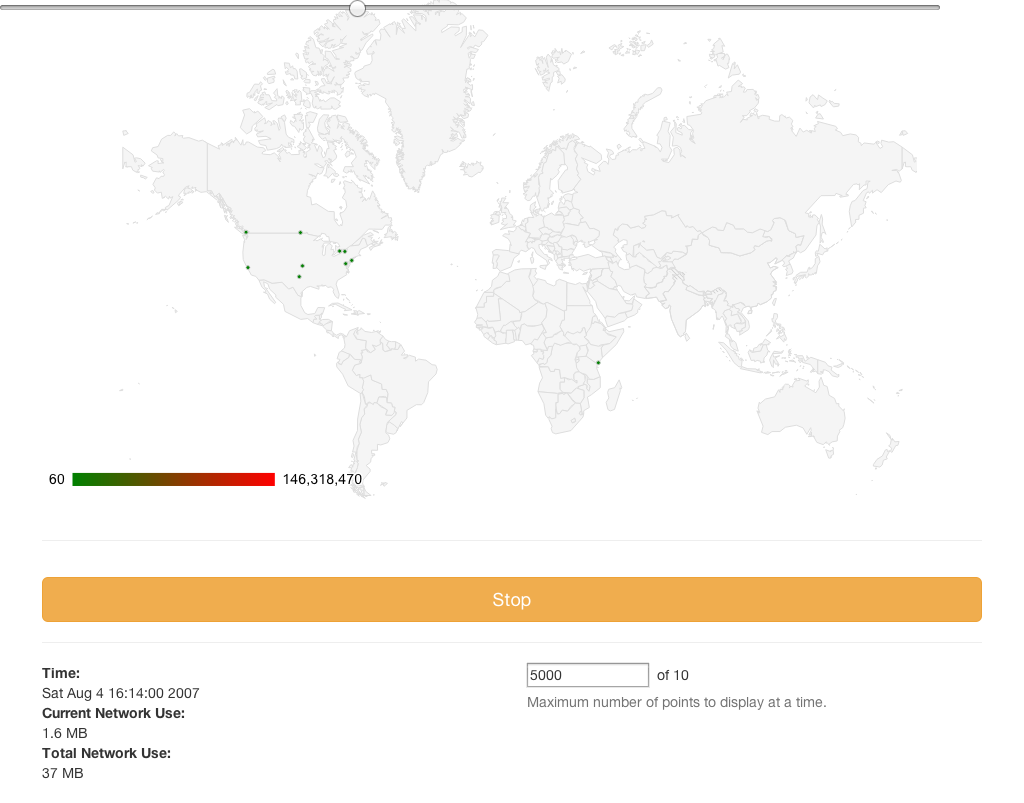 60
146,318,470
Stop
Time:
Sat Aug 4 16:14:00 2007
Current Network Use:
1.6 MB
Total Network Use:
37 MB
5000 of 10
Maximum number of points to display at a time.